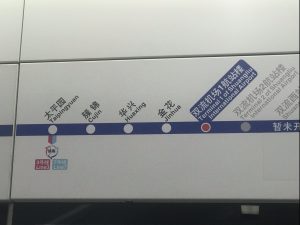 太平园
Taipingyuan
簇锦
Cujin
华兴
Huaxing
金花
Jinhua
双流机场1航站楼
Terminal 1 of Shuangliu
International Airport
双流机场2航站楼
Terminal 2 of Shuangliu
International Airport
暂未开